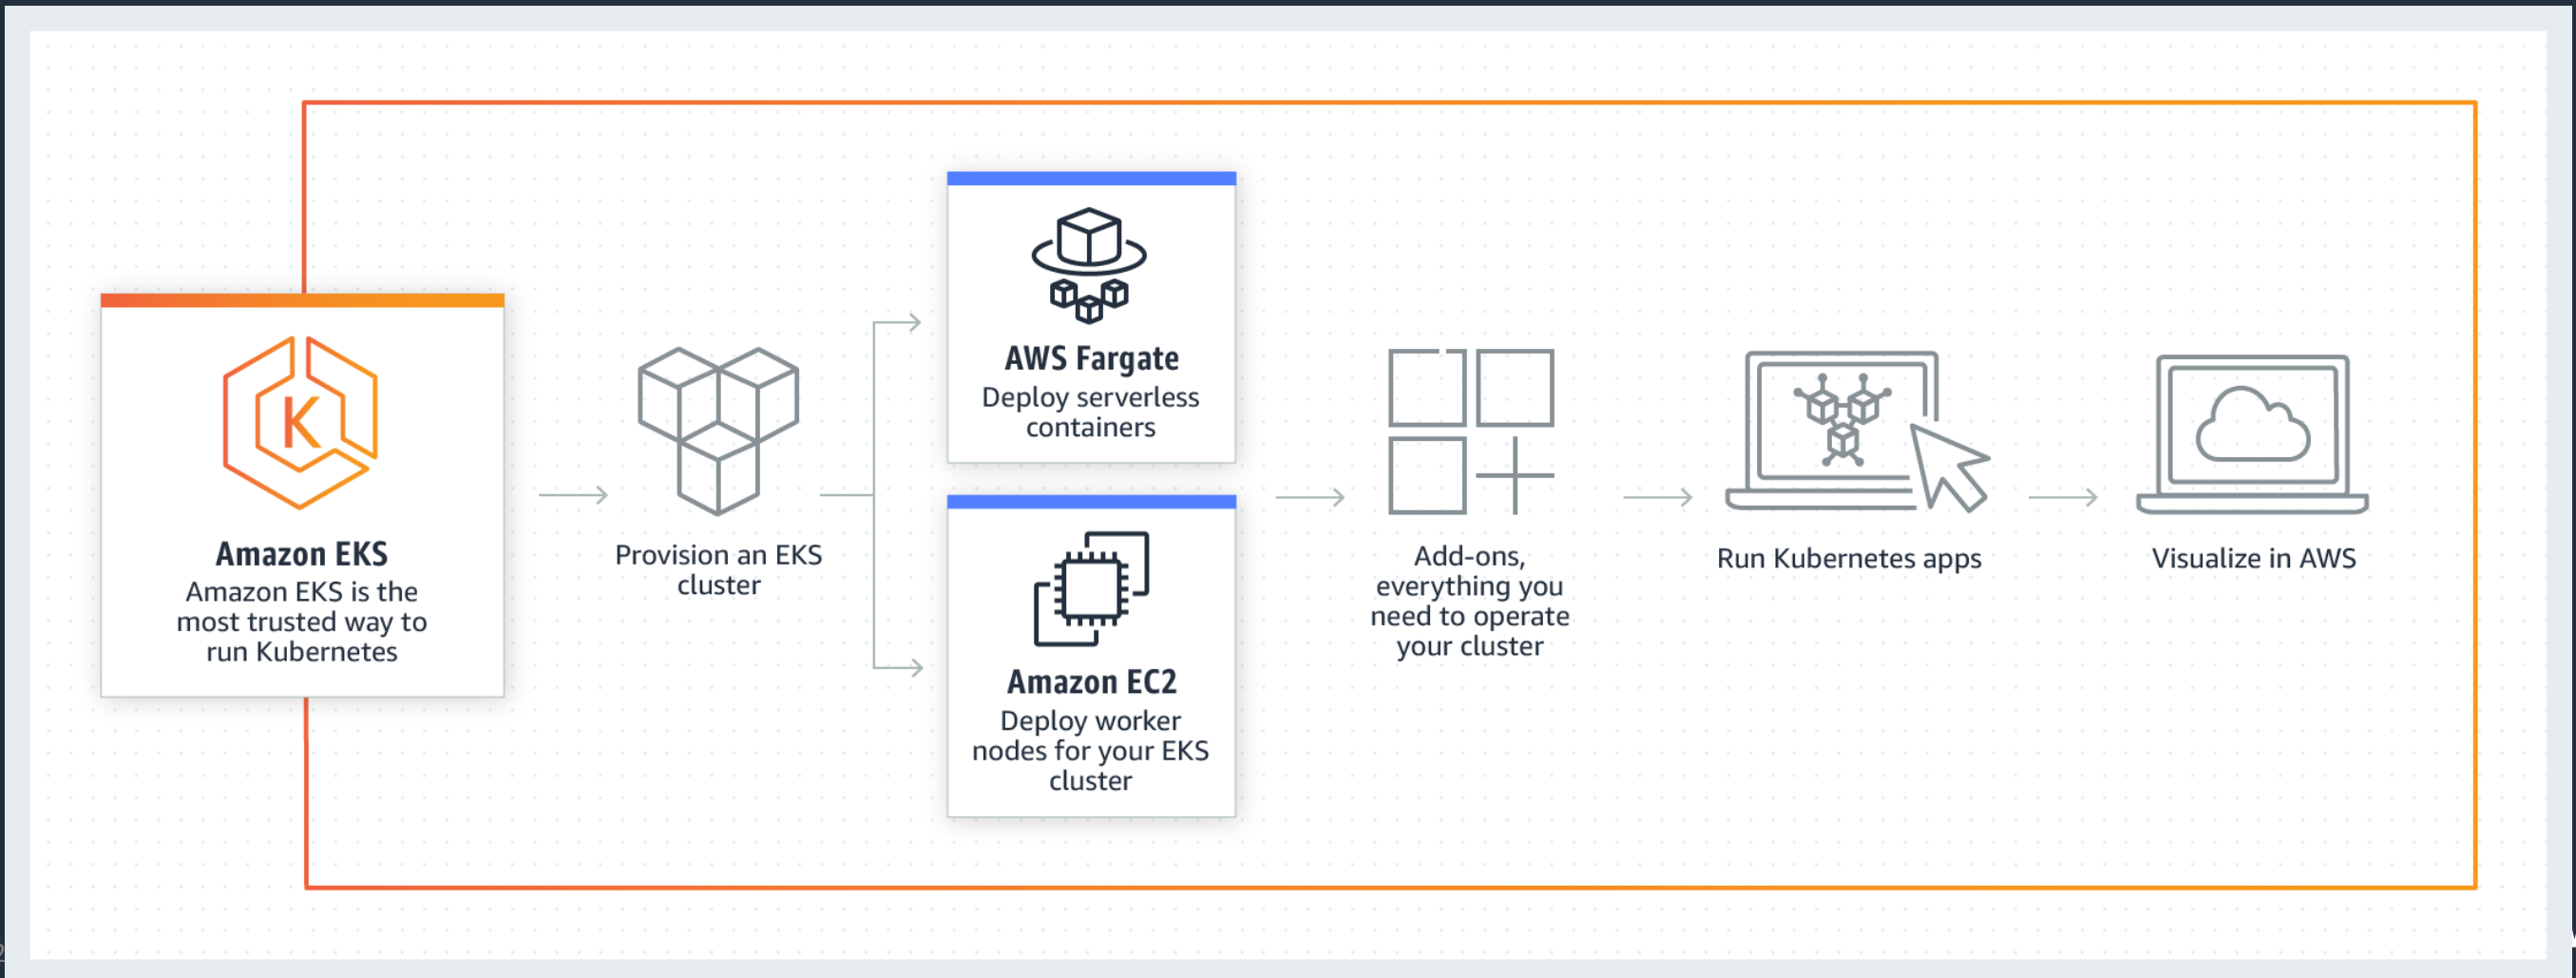 K
Amazon EKS
Amazon EKS is the
most trusted way to
run Kubernetes
Provision an EKS
cluster
AWS Fargate
Deploy serverless
containers
Amazon EC2
Deploy worker
nodes for your EKS
cluster
Add-ons,
everything you
need to operate
your cluster
Run Kubernetes apps
Visualize in AWS